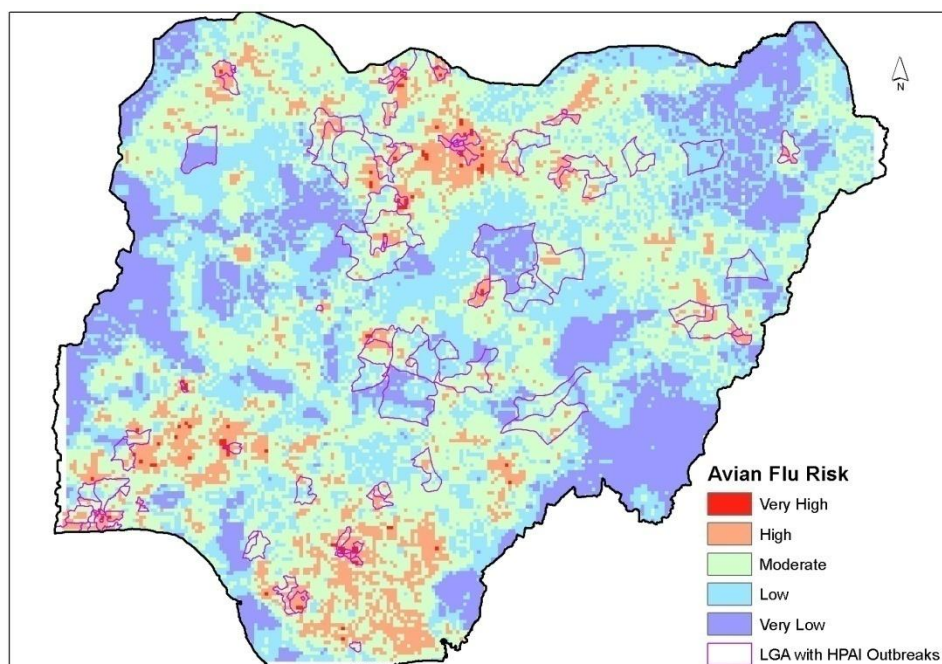 N
Avian Flu Risk
Very High
High
Moderate
Low
Very Low
LGA with HPAI Outbreaks